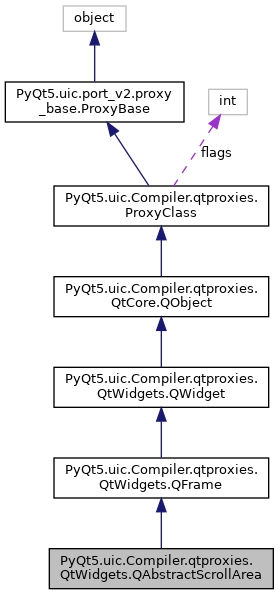 object
PyQt5.uic.port_v2.proxy
_base.ProxyBase
int
flags
PyQt5.uic.Compiler.qtproxies.
ProxyClass
PyQt5.uic.Compiler.qtproxies.
QtCore.QObject
PyQt5.uic.Compiler.qtproxies.
QtWidgets.QWidget
PyQt5.uic.Compiler.qtproxies.
QtWidgets.QFrame
PyQt5.uic.Compiler.qtproxies.
QtWidgets.QAbstractScrollArea